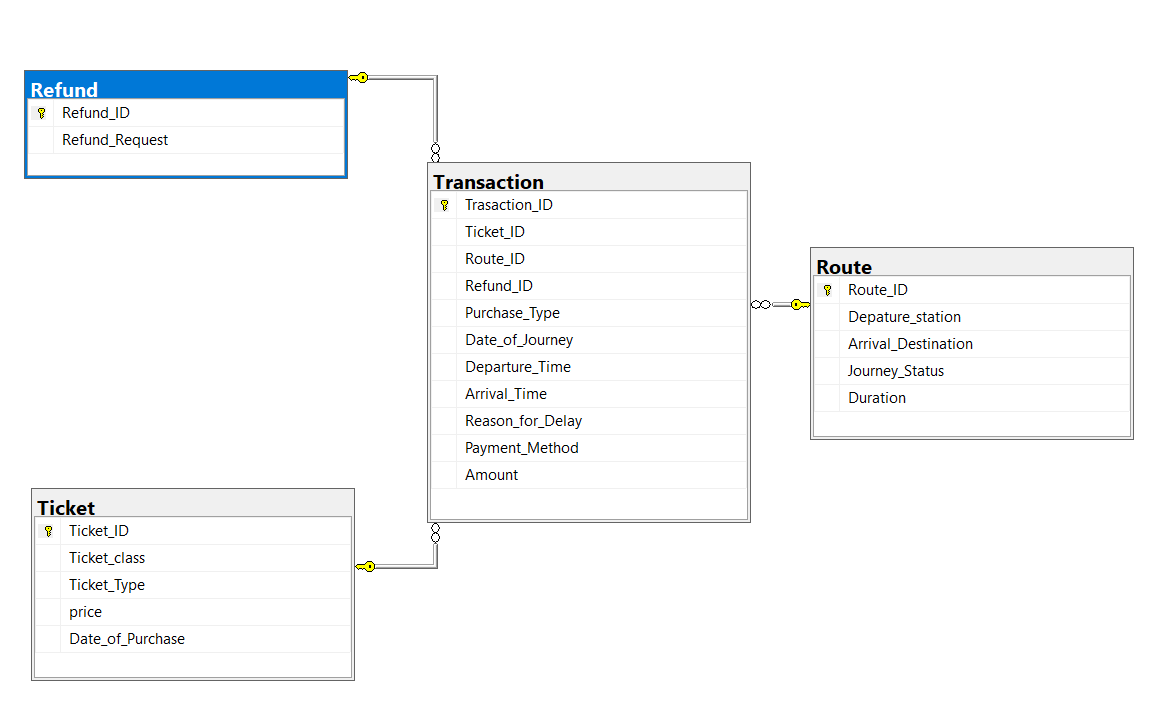 Refund
Refund_ID
Refund_Request
Transaction
Trasaction_ID
Ticket_ID
Route_ID
Refund_ID
Purchase_Type
Date_of_Journey
Departure_Time
Arrival_Time
Reason_for_Delay
Payment_Method
Amount
Route
Route_ID
Depature_station
Arrival_Destination
Journey_Status
Duration
Ticket
Ticket_ID
Ticket_class
Ticket_Type
price
Date_of_Purchase